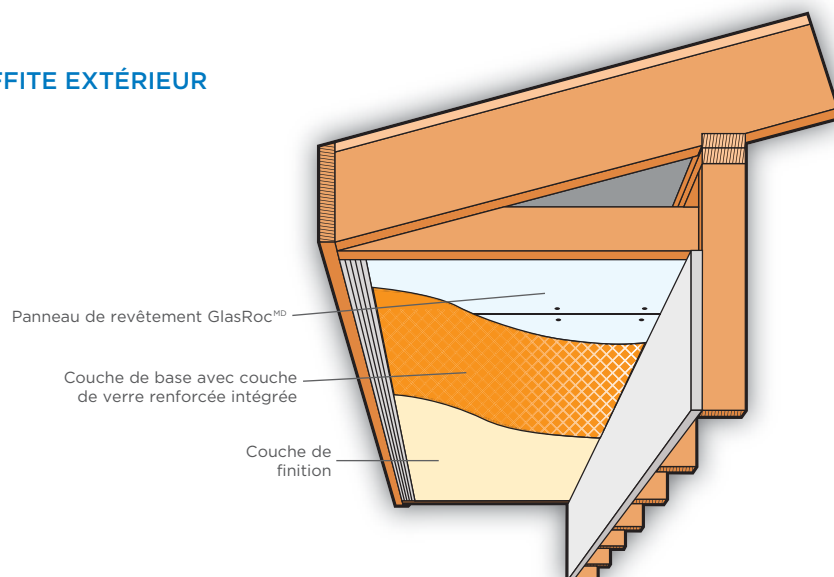 FFITE EXTÉRIEUR
Panneau de revêtement GlasRocᴹᴰ
Couche de base avec couche
de verre renforcée intégrée
Couche de
finition